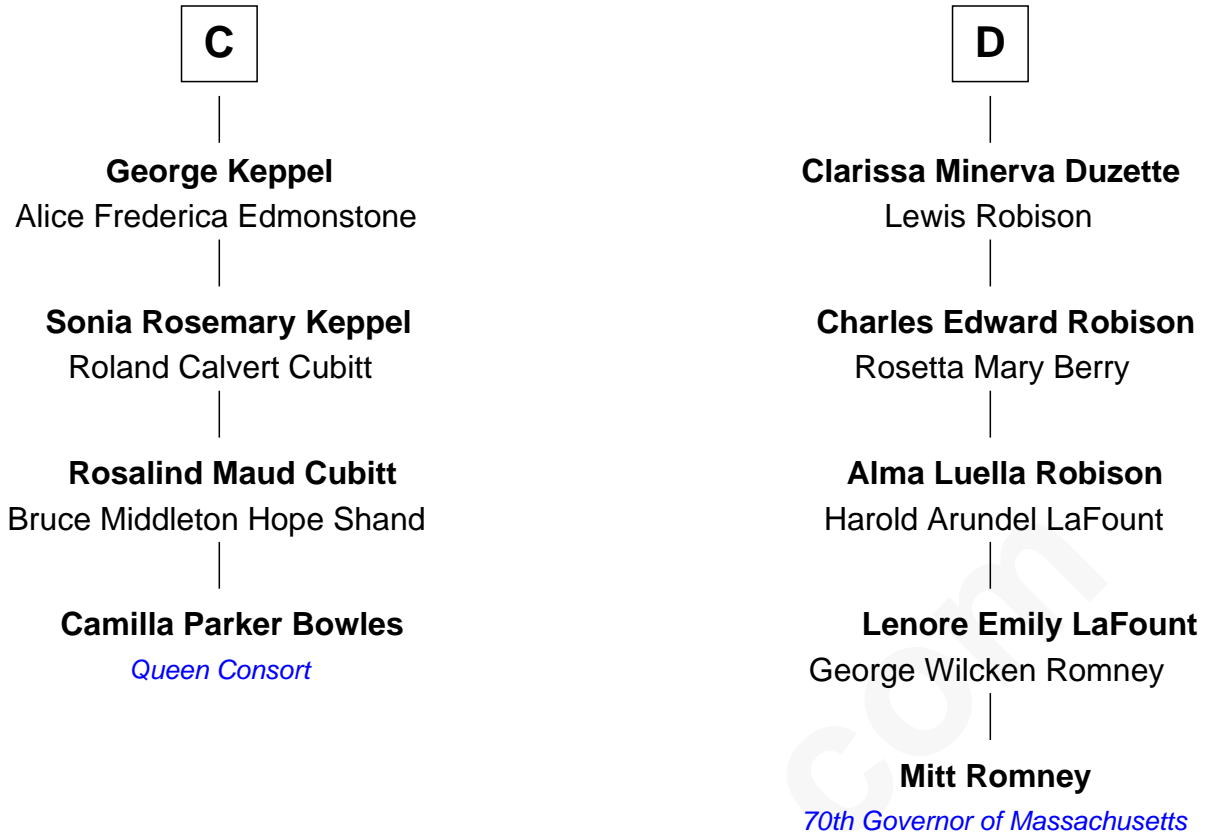 C
George Keppel
Alice Frederica Edmonstone
Sonia Rosemary Keppel
Roland Calvert Cubitt
Rosalind Maud Cubitt
Bruce Middleton Hope Shand
Camilla Parker Bowles
Queen Consort
D
Clarissa Minerva Duzette
Lewis Robison
Charles Edward Robison
Rosetta Mary Berry
Alma Luella Robison
Harold Arundel LaFount
Lenore Emily LaFount
George Wilcken Romney
Mitt Romney
70th Governor of Massachusetts
com